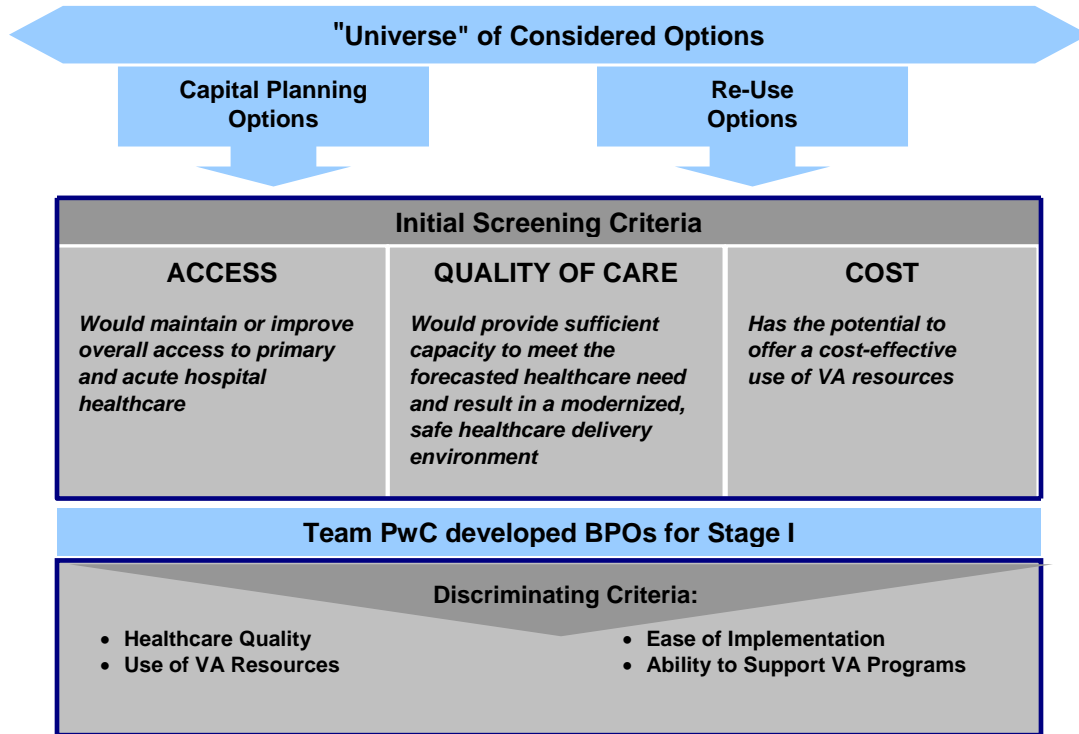 "Universe" of Considered Options
Capital Planning
Options
Re-Use
Options
Initial Screening Criteria
ACCESS
Would maintain or improve
overall access to primary
and acute hospital
healthcare
QUALITY OF CARE
Would provide sufficient
capacity to meet the
forecasted healthcare need
and result in a modernized,
safe healthcare delivery
environment
COST
Has the potential to
offer a cost-effective
use of VA resources
Team PwC developed BPOs for Stage I
Discriminating Criteria:
• Healthcare Quality
• Use of VA Resources
• Ease of Implementation
• Ability to Support VA Programs